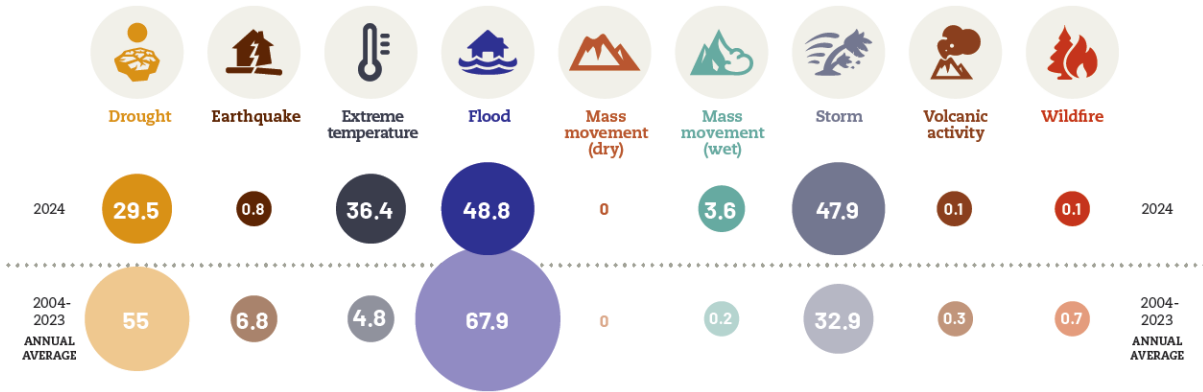 Drought
Earthquake
Extreme
temperature
Flood
Mass
movement
(dry)
Mass
movement
(wet)
Storm
Volcanic
activity
Wildfire
2024
29.5
0.8
36.4
48.8
0
3.6
47.9
0.1
0.1
2024
2004-
2023
ANNUAL
AVERAGE
55
6.8
4.8
67.9
0
0.2
32.9
0.3
0.7
2004-
2023
ANNUAL
AVERAGE